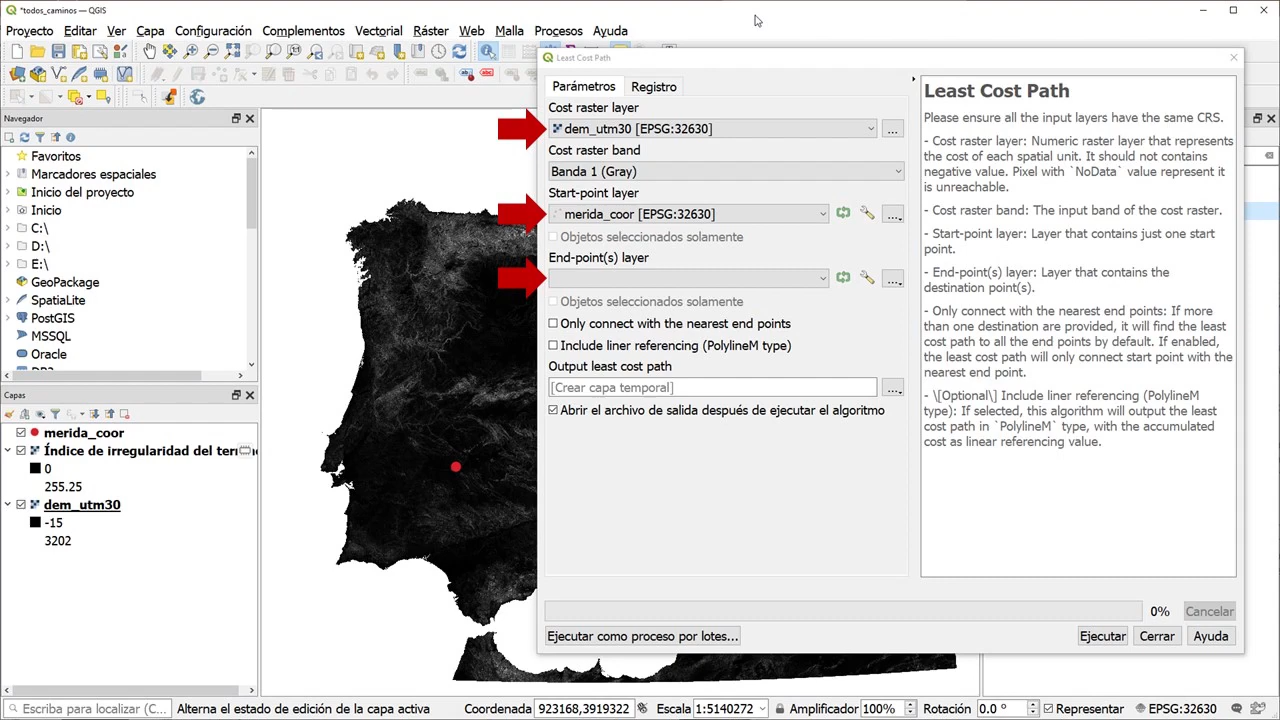 *todos_caminos — QGIS
Proyecto Editar Ver Capa Configuración Complementos Vectorial Ráster Web Malla Procesos Ayuda
Navegador
Favoritos
Marcadores espaciales
Inicio del proyecto
Inicio
C:\
D:\
E:\
GeoPackage
SpatiaLite
PostGIS
MSSQL
Oracle
Capas
merida_coor
Índice de irregularidad del terr
0
255.25
dem_utm30
-15
3202
Least Cost Path
Parámetros Registro
Cost raster layer
dem_utm30 [EPSG:32630]
...
Cost raster band
Banda 1 (Gray)
Start-point layer
merida_coor [EPSG:32630]
...
Objetos seleccionados solamente
End-point(s) layer
...
Objetos seleccionados solamente
Only connect with the nearest end points
Include liner referencing (PolylineM type)
Output least cost path
[Crear capa temporal]
...
Abrir el archivo de salida después de ejecutar el algoritmo
Least Cost Path
Please ensure all the input layers have the same CRS.
- Cost raster layer: Numeric raster layer that represents
the cost of each spatial unit. It should not contains
negative value. Pixel with `NoData` value represent it
is unreachable.
- Cost raster band: The input band of the cost raster.
- Start-point layer: Layer that contains just one start
point.
- End-point(s) layer: Layer that contains the
destination point(s).
- Only connect with the nearest end points: If more
than one destination are provided, it will find the least
cost path to all the end points by default. If enabled,
the least cost path will only connect start point with the
nearest end point.
- \[Optional\] Include liner referencing (PolylineM
type): If selected, this algorithm will output the least
cost path in `PolylineM` type, with the accumulated
cost as linear referencing value.
0% Cancelar
Ejecutar como proceso por lotes... Ejecutar Cerrar Ayuda
Escriba para localizar (C... Alterna el estado de edición de la capa activa Coordenada 923168,3919322 Escala 1:5140272 Amplificador 100% Rotación 0.0 ° Representar EPSG:32630